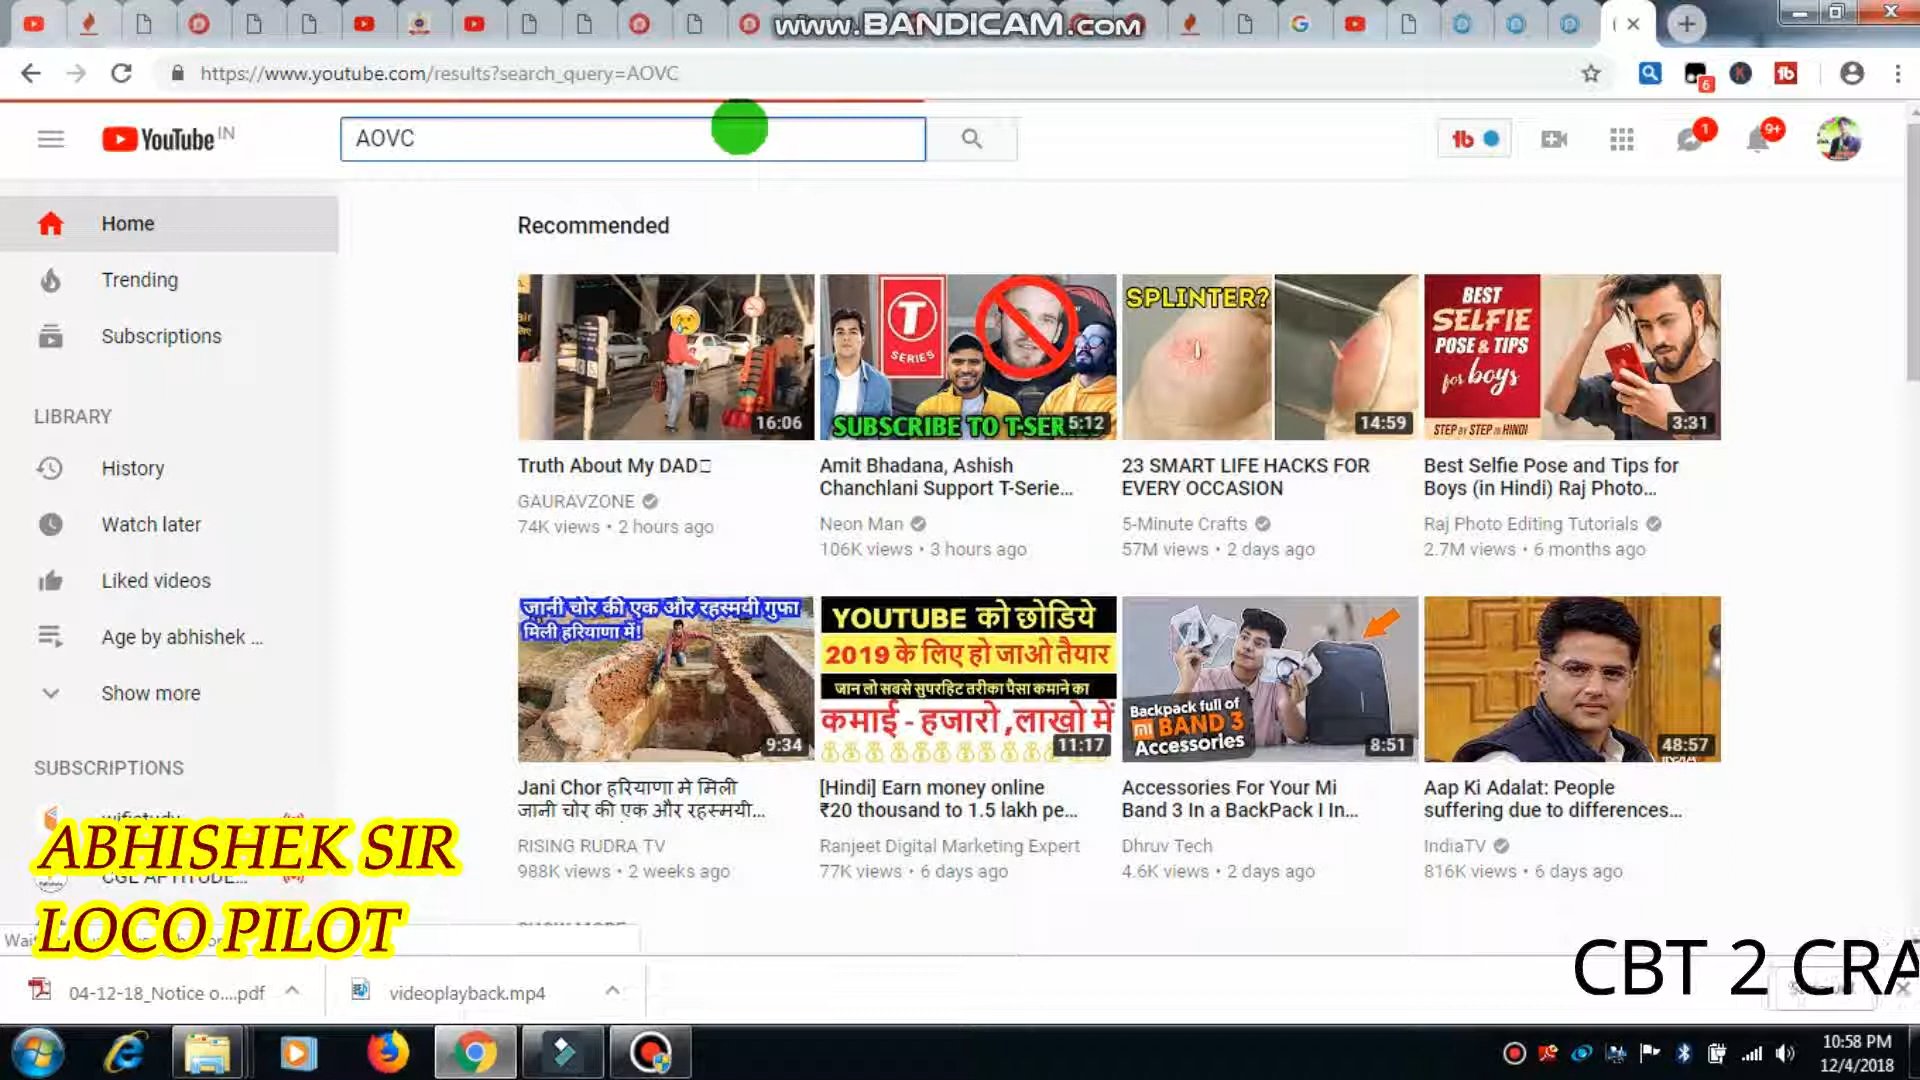 www.BANDICAM.com
https://www.youtube.com/results?search_query=AOVC
6
YouTube IN
AOVC
1
9+
Home
Trending
Subscriptions
LIBRARY
History
Watch later
Liked videos
Age by abhishek ...
Show more
SUBSCRIPTIONS
wifistudy
CGL APTITUDE...
Recommended
16:06
T
SERIES
SUBSCRIBE TO T-SER
5:12
SPLINTER?
14:59
BEST
SELFIE
POSE & TIPS
for boys
STEP BY STEP IN HINDI
3:31
Truth About My DAD
GAURAVZONE
74K views • 2 hours ago
Amit Bhadana, Ashish
Chanchlani Support T-Serie...
Neon Man
106K views • 3 hours ago
23 SMART LIFE HACKS FOR
EVERY OCCASION
5-Minute Crafts
57M views • 2 days ago
Best Selfie Pose and Tips for
Boys (in Hindi) Raj Photo...
Raj Photo Editing Tutorials
2.7M views • 6 months ago
जानी चोर की एक और रहस्मयी गुफा
मिली हरियाणा में!
9:34
YOUTUBE को छोडिये
2019 के लिए हो जाओ तैयार
जान लो सबसे सुपरहिट तरीका पैसा कमाने का
कमाई - हजारो ,लाखो में
11:17
Backpack full of
mi BAND 3
Accessories
8:51
48:57
Jani Chor हरियाणा मे मिली
जानी चोर की एक और रहस्मयी...
RISING RUDRA TV
988K views • 2 weeks ago
[Hindi] Earn money online
₹20 thousand to 1.5 lakh pe...
Ranjeet Digital Marketing Expert
77K views • 6 days ago
Accessories For Your Mi
Band 3 In a BackPack I In...
Dhruv Tech
4.6K views • 2 days ago
Aap Ki Adalat: People
suffering due to differences...
IndiaTV
816K views • 6 days ago
ABHISHEK SIR
LOCO PILOT
CBT 2 CRA
04-12-18_Notice o....pdf
videoplayback.mp4
10:58 PM
12/4/2018